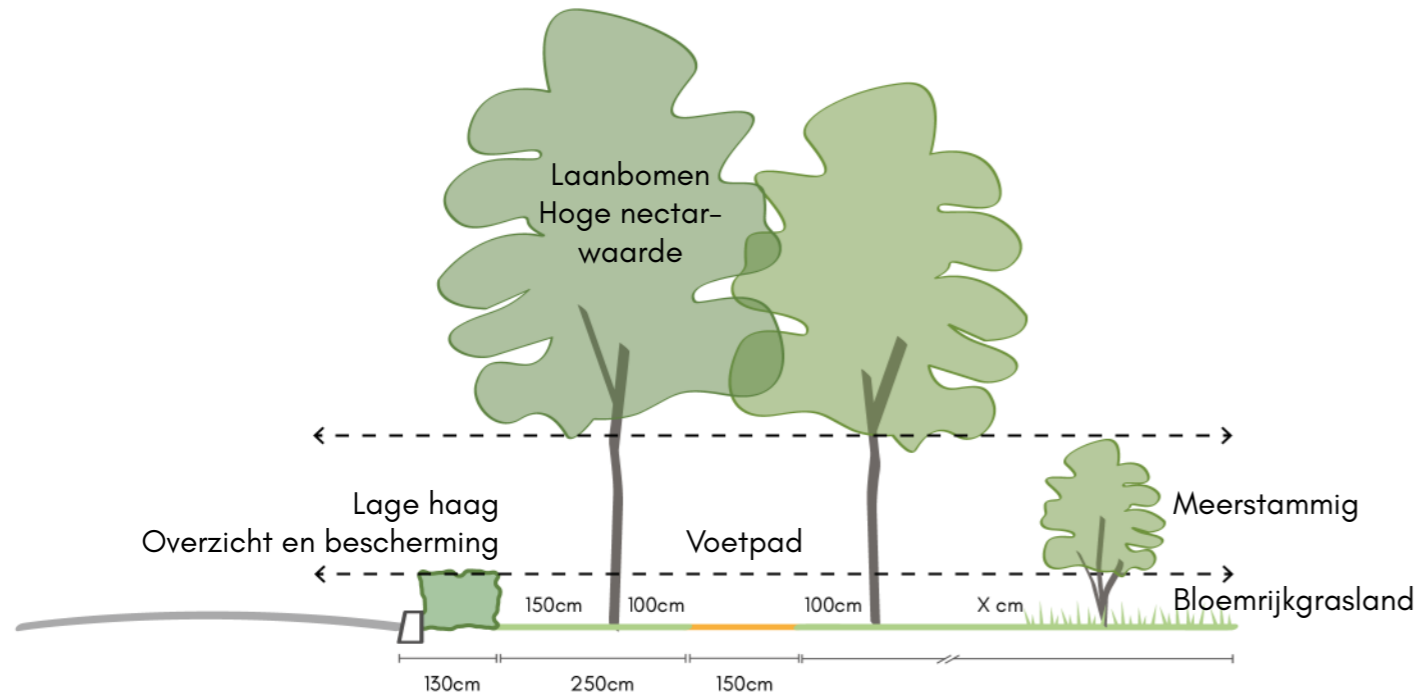 Laanbomen
Hoge nectar-
waarde
Lage haag
Overzicht en bescherming
Voetpad
Meerstammig
Bloemrijkgrasland
150cm
100cm
100cm
X cm
130cm
250cm
150cm